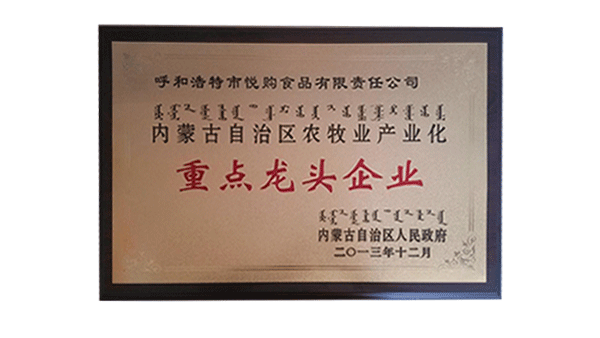 呼和浩特市悦购食品有限责任公司
内蒙古自治区农牧业产业化
重点龙头企业
内蒙古自治区人民政府
二〇一三年十二月